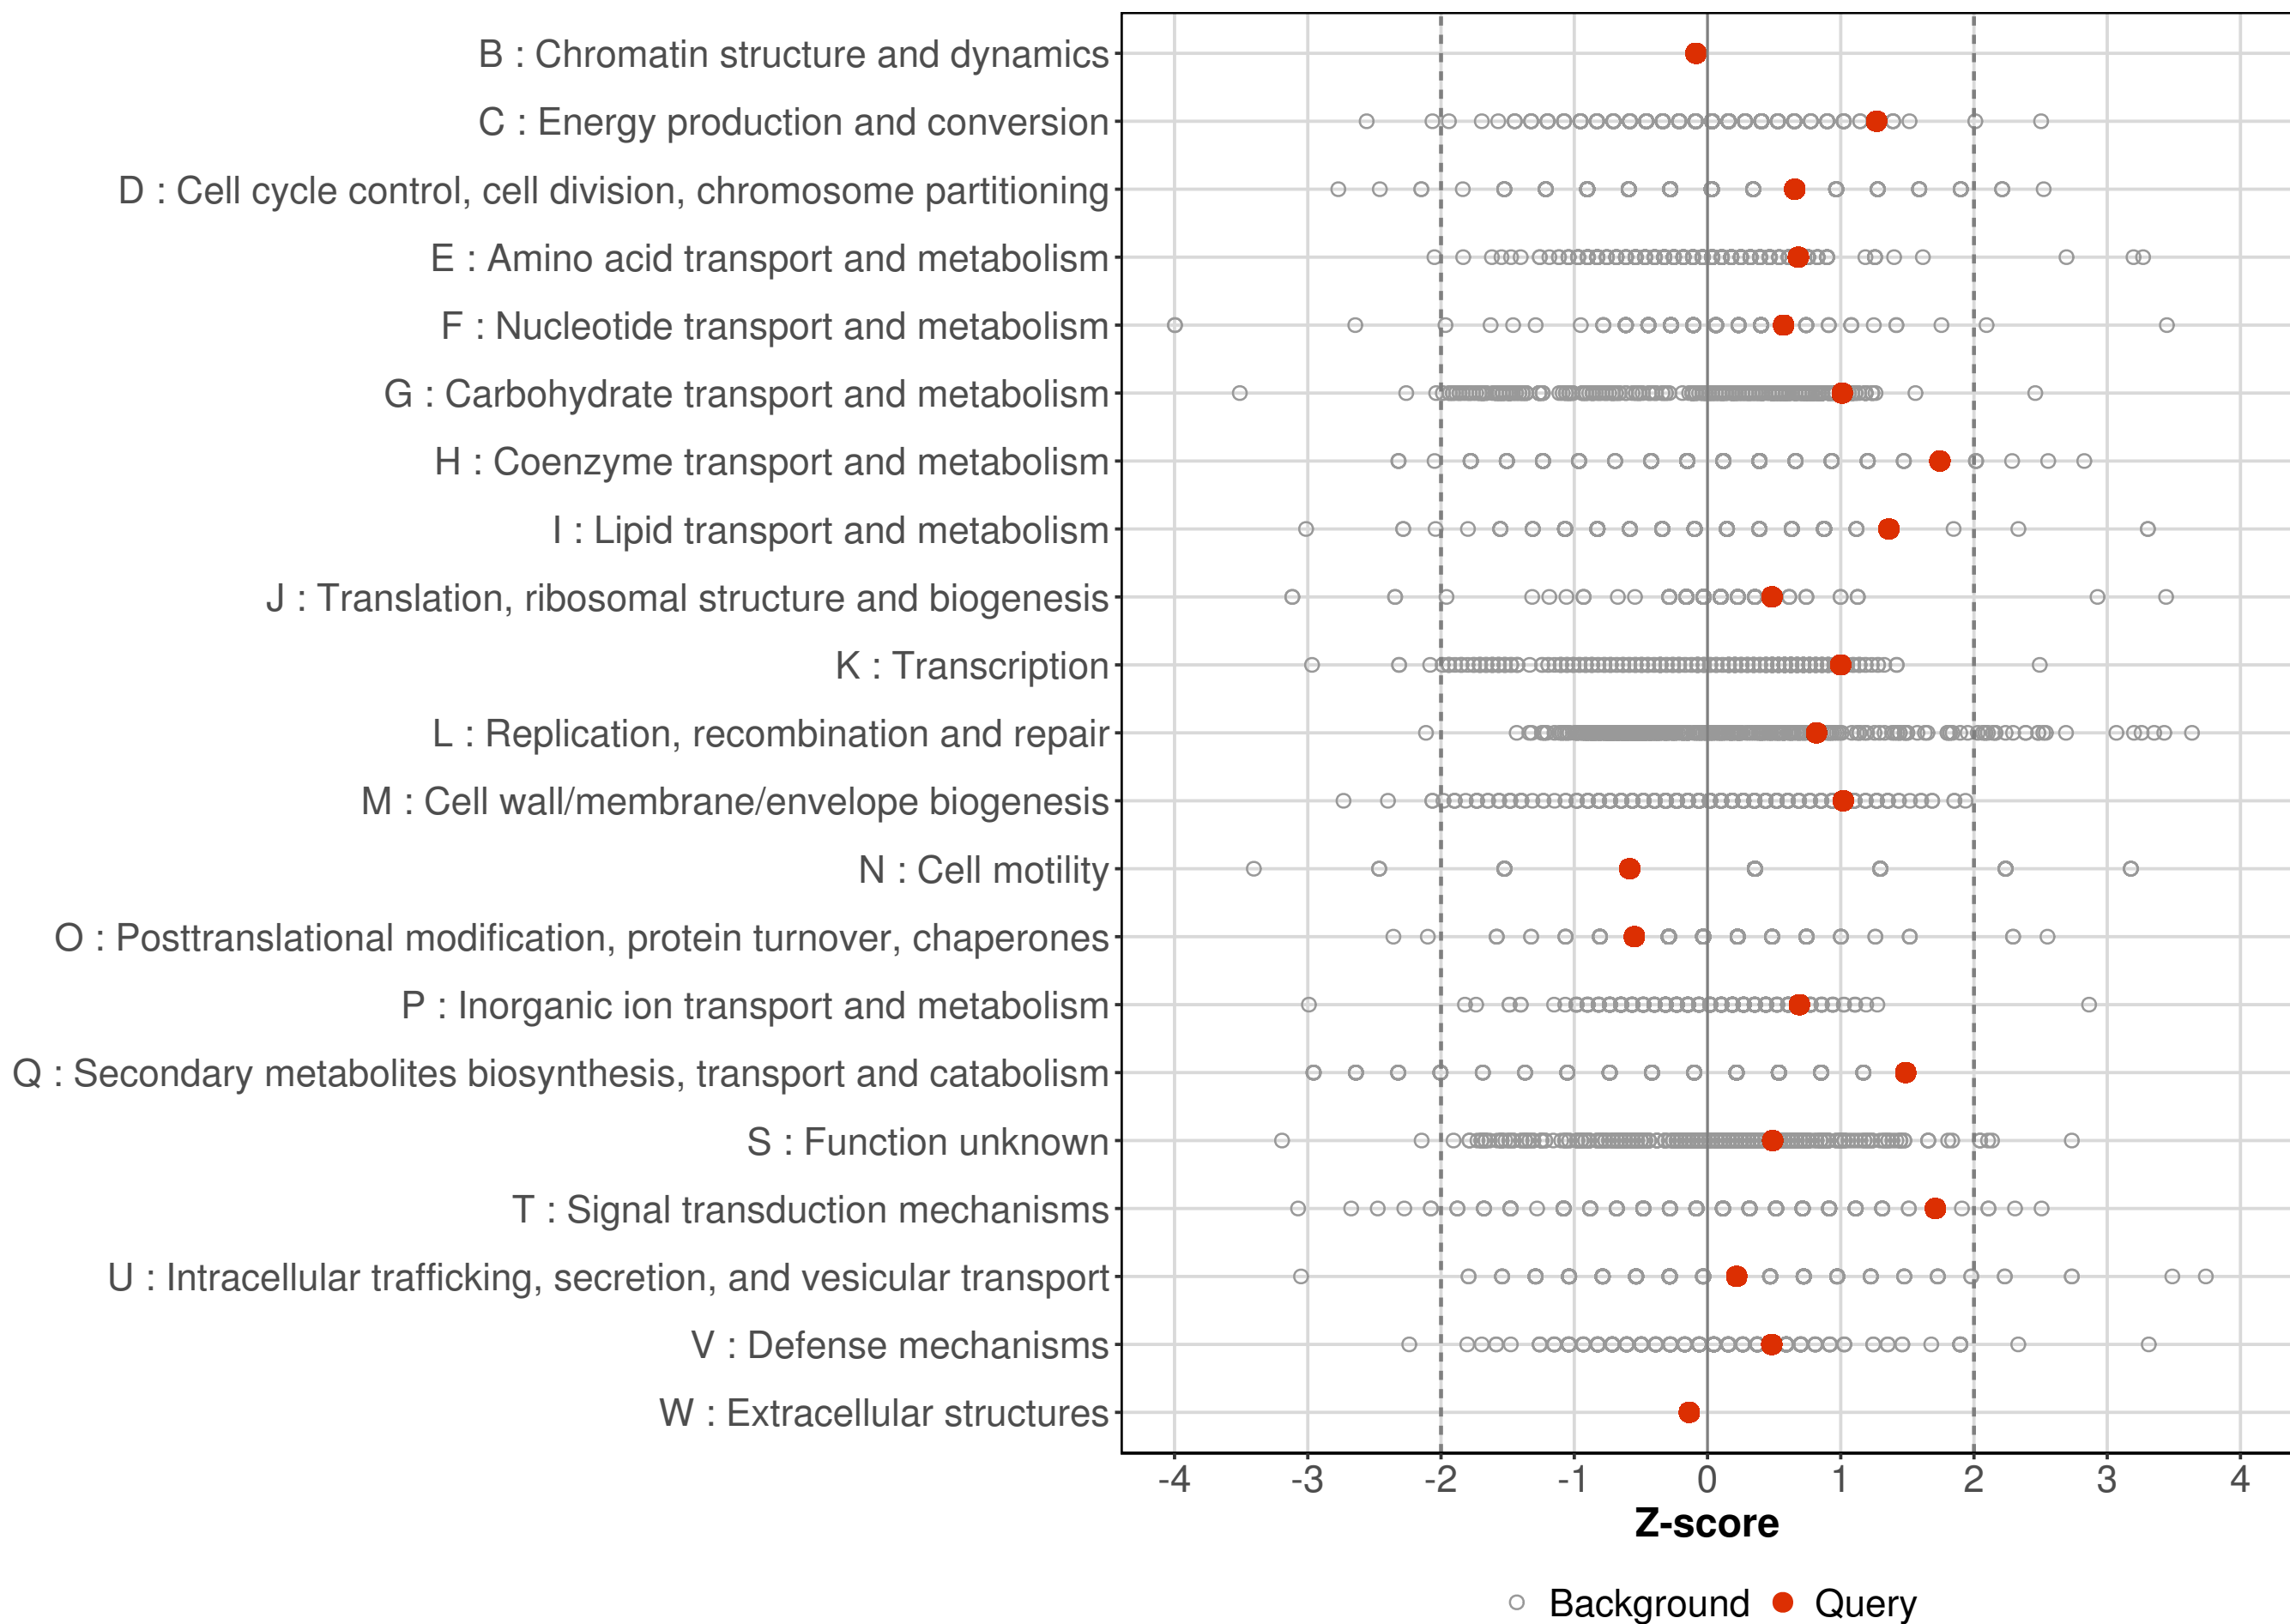 B : Chromatin structure and dynamics
C : Energy production and conversion
D : Cell cycle control, cell division, chromosome partitioning
E : Amino acid transport and metabolism
F : Nucleotide transport and metabolism
G : Carbohydrate transport and metabolism
H : Coenzyme transport and metabolism
I : Lipid transport and metabolism
J : Translation, ribosomal structure and biogenesis
K : Transcription
L : Replication, recombination and repair
M : Cell wall/membrane/envelope biogenesis
N : Cell motility
O : Posttranslational modification, protein turnover, chaperones
P : Inorganic ion transport and metabolism
Q : Secondary metabolites biosynthesis, transport and catabolism
S : Function unknown
T : Signal transduction mechanisms
U : Intracellular trafficking, secretion, and vesicular transport
V : Defense mechanisms
W : Extracellular structures
-4 -3 -2 -1 0 1 2 3 4
Z-score
Background Query